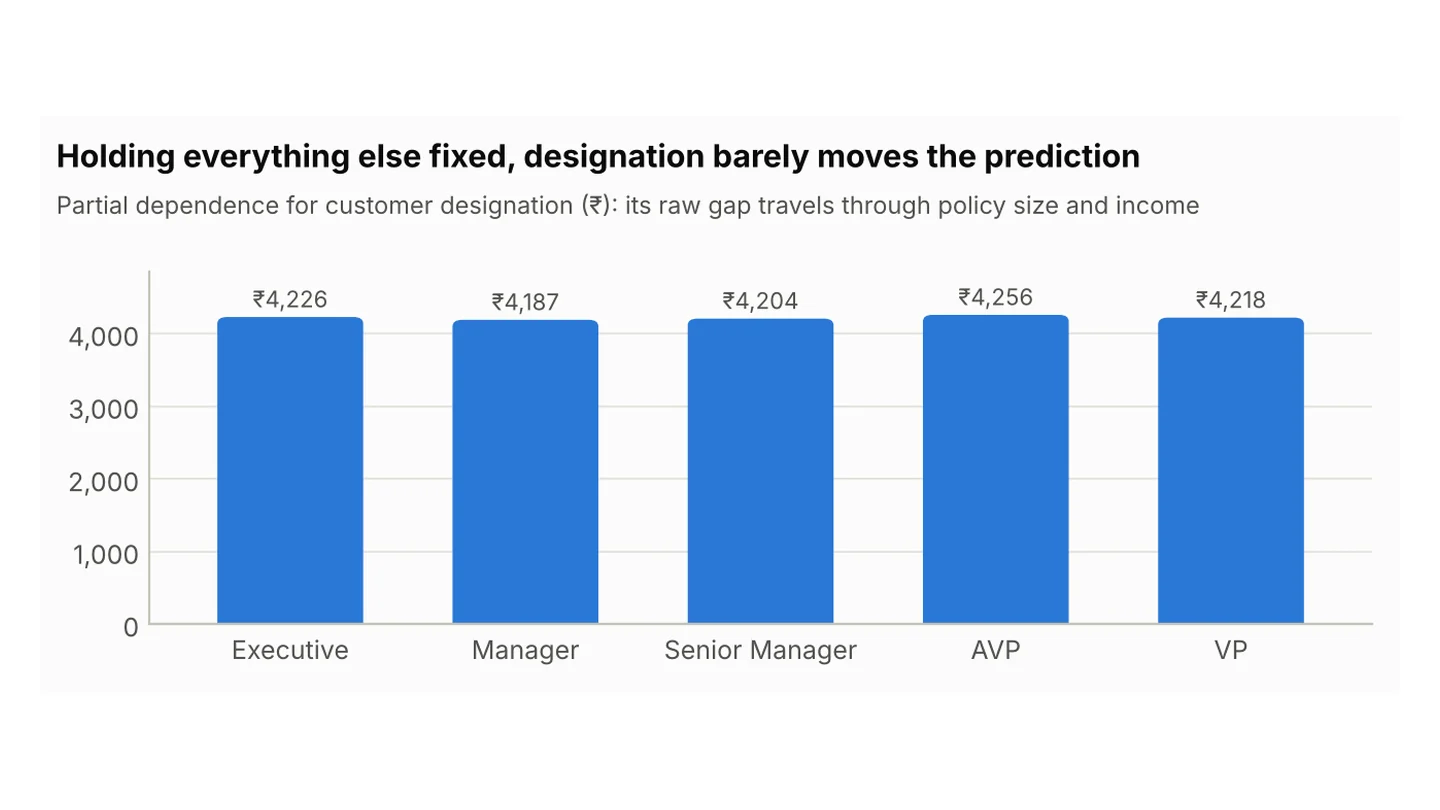 Holding everything else fixed, designation barely moves the prediction
Partial dependence for customer designation (₹): its raw gap travels through policy size and income
₹4,226
₹4,187
₹4,204
₹4,256
₹4,218
4,000
3,000
2,000
1,000
0
Executive
Manager
Senior Manager
AVP
VP